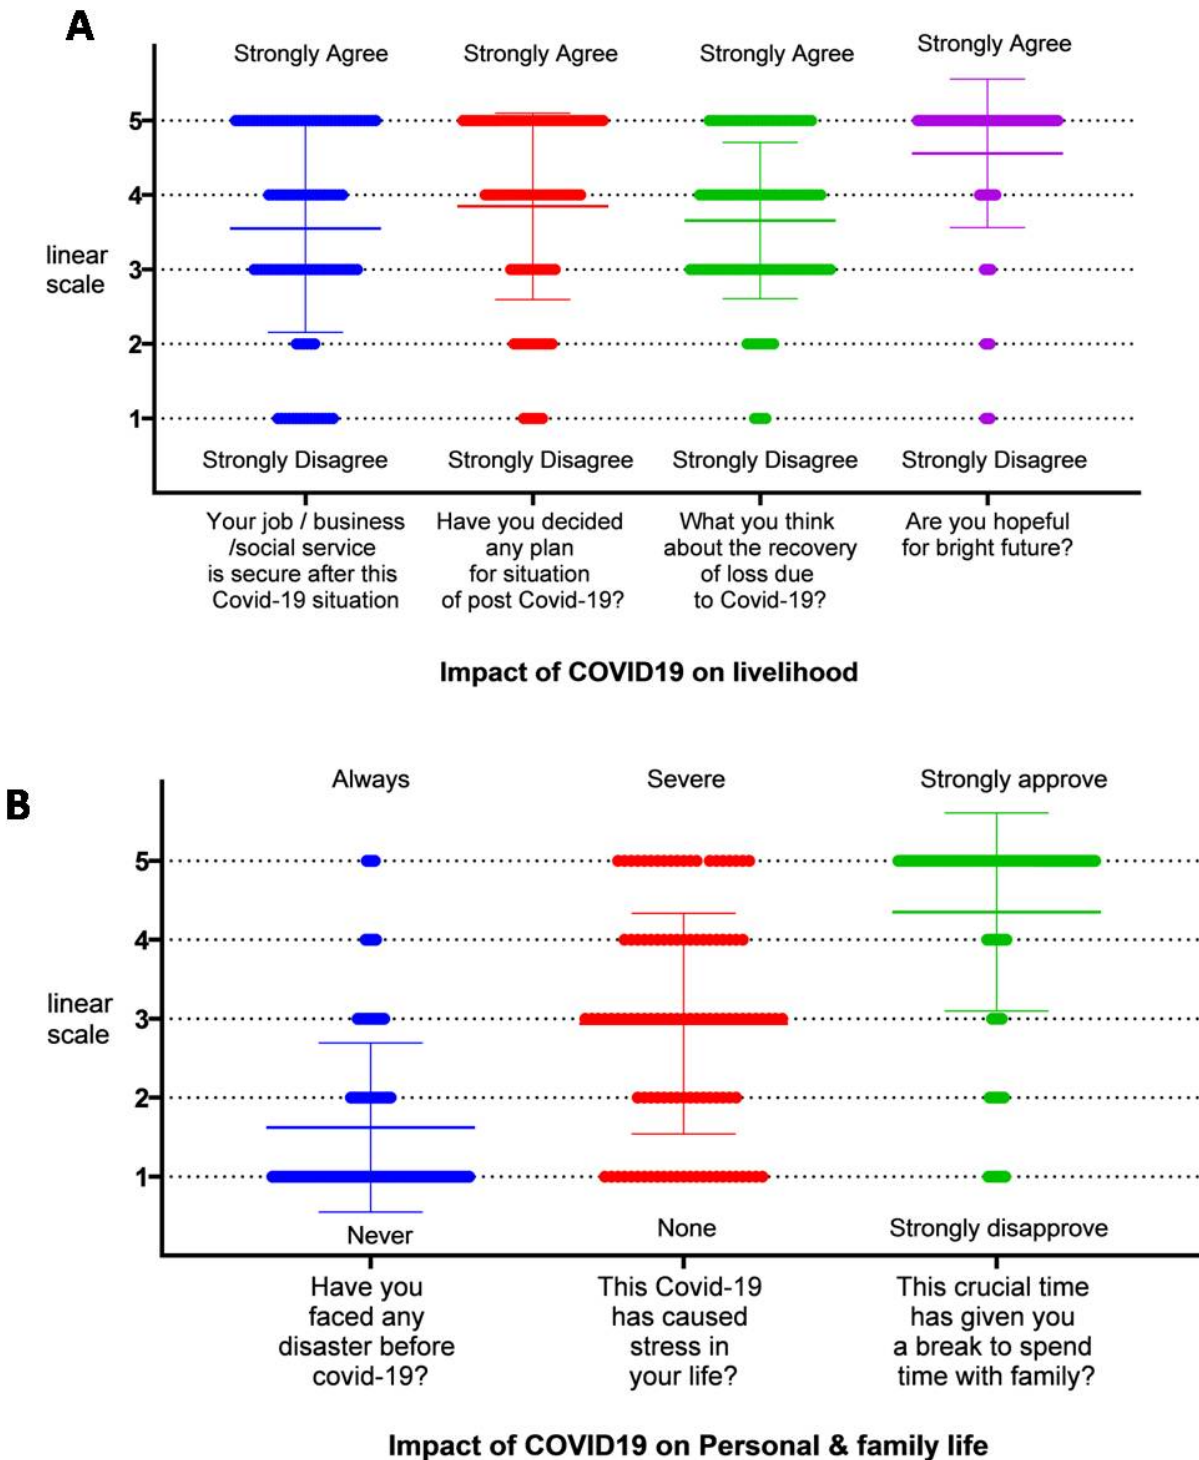 A
Strongly Agree Strongly Agree Strongly Agree Strongly Agree
5
4
linear
scale
3
2
1
Strongly Disagree Strongly Disagree Strongly Disagree Strongly Disagree
Your job / business
/social service
is secure after this
Covid-19 situation
Have you decided
any plan
for situation
of post Covid-19?
What you think
about the recovery
of loss due
to Covid-19?
Are you hopeful
for bright future?
Impact of COVID19 on livelihood
B
Always Severe Strongly approve
5
4
linear
scale
3
2
1
Never None Strongly disapprove
Have you
faced any
disaster before
covid-19?
This Covid-19
has caused
stress in
your life?
This crucial time
has given you
a break to spend
time with family?
Impact of COVID19 on Personal & family life